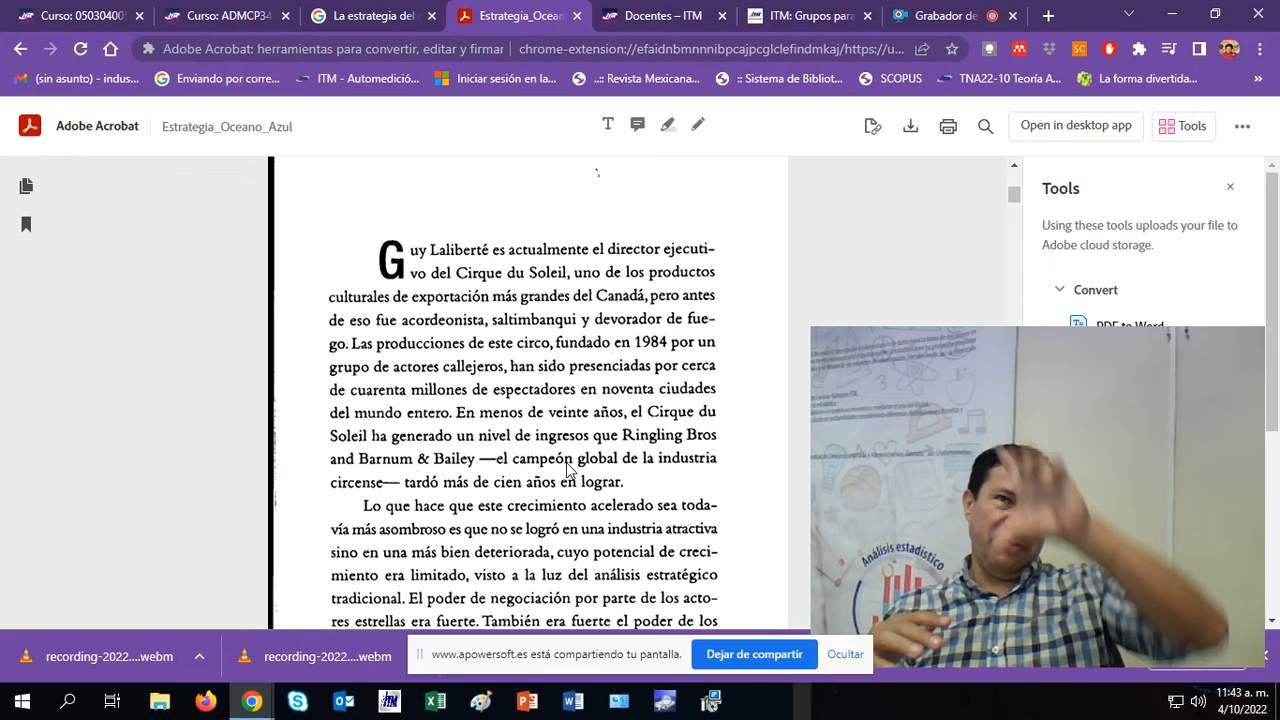 Curso: 05030400
Curso: ADMCP34
La estrategia del
Estrategia_Ocean
Docentes – ITM
ITM: Grupos para
Grabador de
Adobe Acrobat: herramientas para convertir, editar y firmar
chrome-extension://efaidnbmnnnibpcajpcglclefindmkaj/https://u...
(sin asunto) - indus...
Enviando por corre...
ITM - Automedició...
Iniciar sesión en la...
..: Revista Mexicana...
:: Sistema de Bibliot...
SCOPUS
TNA22-10 Teoría A...
La forma divertida...
Adobe Acrobat
Estrategia_Oceano_Azul
Open in desktop app
Tools
Tools
Using these tools uploads your file to
Adobe cloud storage.
Convert
PDF to Word
Guy Laliberté es actualmente el director ejecuti-
vo del Cirque du Soleil, uno de los productos
culturales de exportación más grandes del Canadá, pero antes
de eso fue acordeonista, saltimbanqui y devorador de fue-
go. Las producciones de este circo, fundado en 1984 por un
grupo de actores callejeros, han sido presenciadas por cerca
de cuarenta millones de espectadores en noventa ciudades
del mundo entero. En menos de veinte años, el Cirque du
Soleil ha generado un nivel de ingresos que Ringling Bros
and Barnum & Bailey —el campeón global de la industria
circense— tardó más de cien años en lograr.
Lo que hace que este crecimiento acelerado sea toda-
vía más asombroso es que no se logró en una industria atractiva
sino en una más bien deteriorada, cuyo potencial de creci-
miento era limitado, visto a la luz del análisis estratégico
tradicional. El poder de negociación por parte de los acto-
res estrellas era fuerte. También era fuerte el poder de los
Análisis estadístico
www.apowersoft.es está compartiendo tu pantalla.
Dejar de compartir
Ocultar
recording-2022....webm
recording-2022....webm
11:43 a. m.
4/10/2022